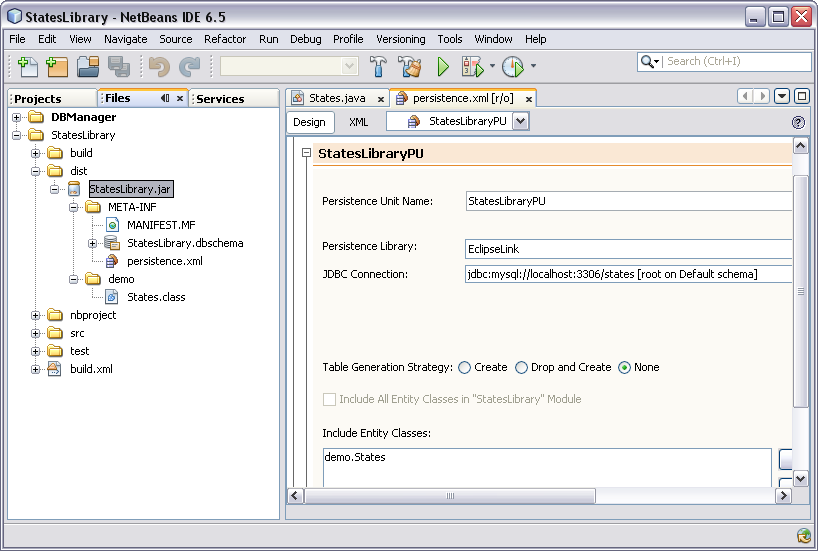 StatesLibrary - NetBeans IDE 6.5
File Edit View Navigate Source Refactor Run Debug Profile Versioning Tools Window Help
Search (Ctrl+I)
Projects Files Services
DBManager
StatesLibrary
build
dist
StatesLibrary.jar
META-INF
MANIFEST.MF
StatesLibrary.dbschema
persistence.xml
demo
States.class
nbproject
src
test
build.xml
States.java persistence.xml [r/o]
Design XML StatesLibraryPU
StatesLibraryPU
Persistence Unit Name: StatesLibraryPU
Persistence Library: EclipseLink
JDBC Connection: jdbc:mysql://localhost:3306/states [root on Default schema]
Table Generation Strategy: Create Drop and Create None
Include All Entity Classes in "StatesLibrary" Module
Include Entity Classes:
demo.States